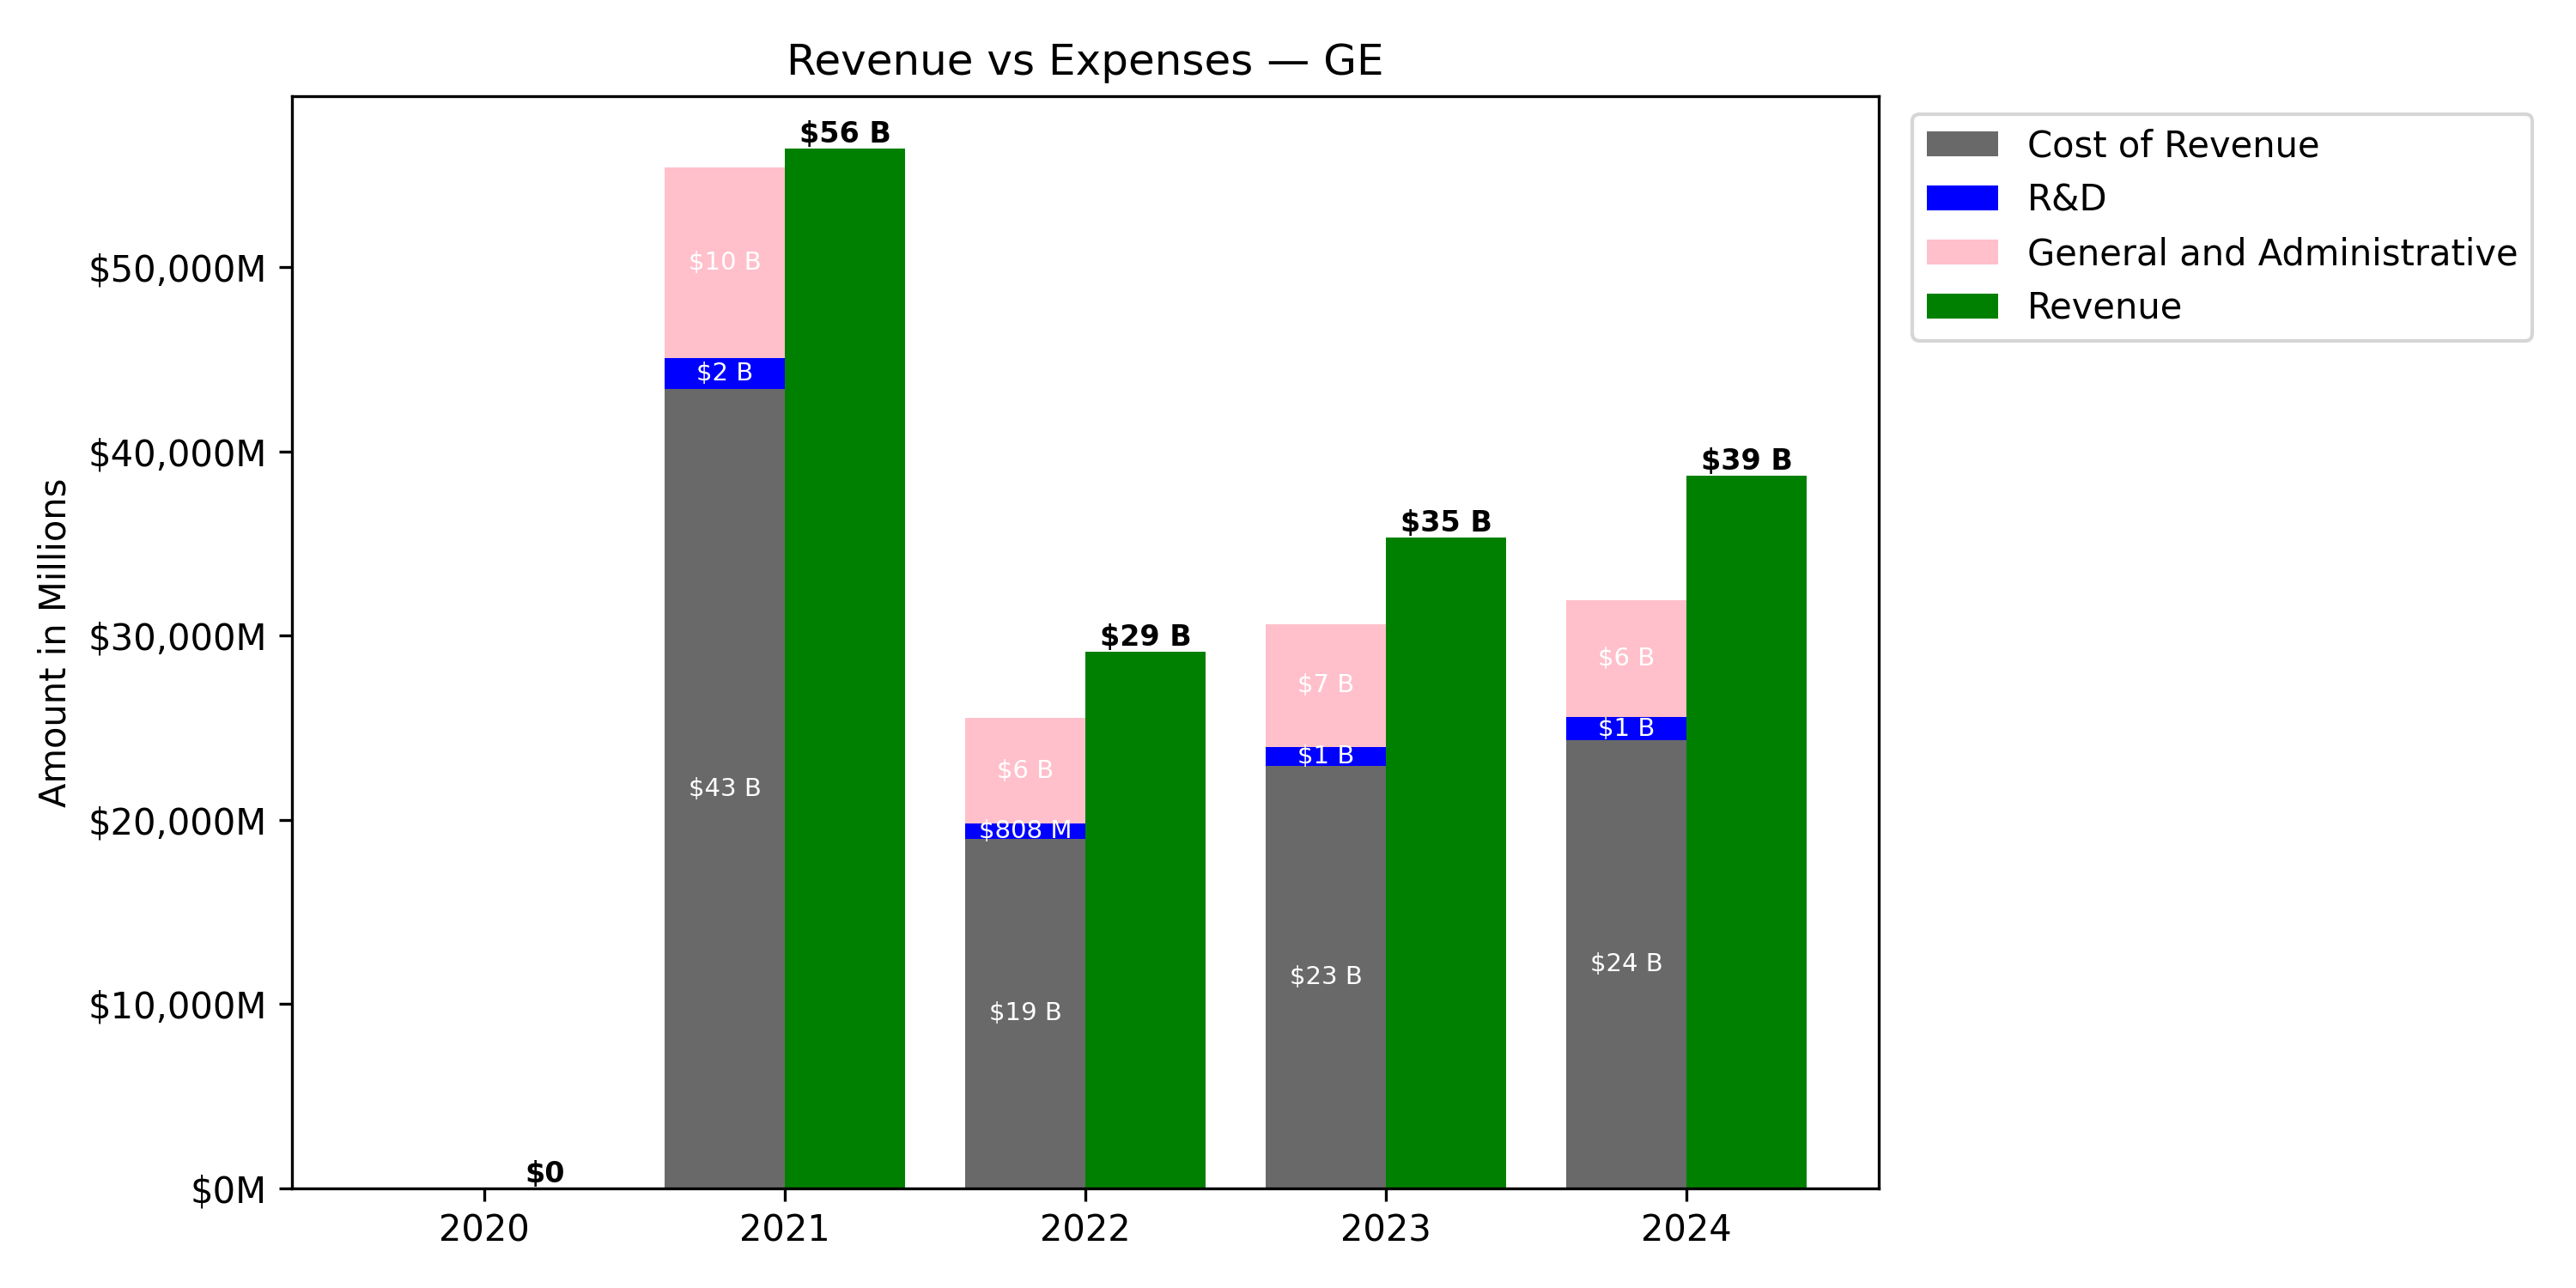 Revenue vs Expenses — GE
Cost of Revenue
R&D
General and Administrative
Revenue
Amount in Millions
$50,000M
$40,000M
$30,000M
$20,000M
$10,000M
$0M
$0
$56 B
$10 B
$2 B
$43 B
$29 B
$6 B
$808 M
$19 B
$35 B
$7 B
$1 B
$23 B
$39 B
$6 B
$1 B
$24 B
2020
2021
2022
2023
2024